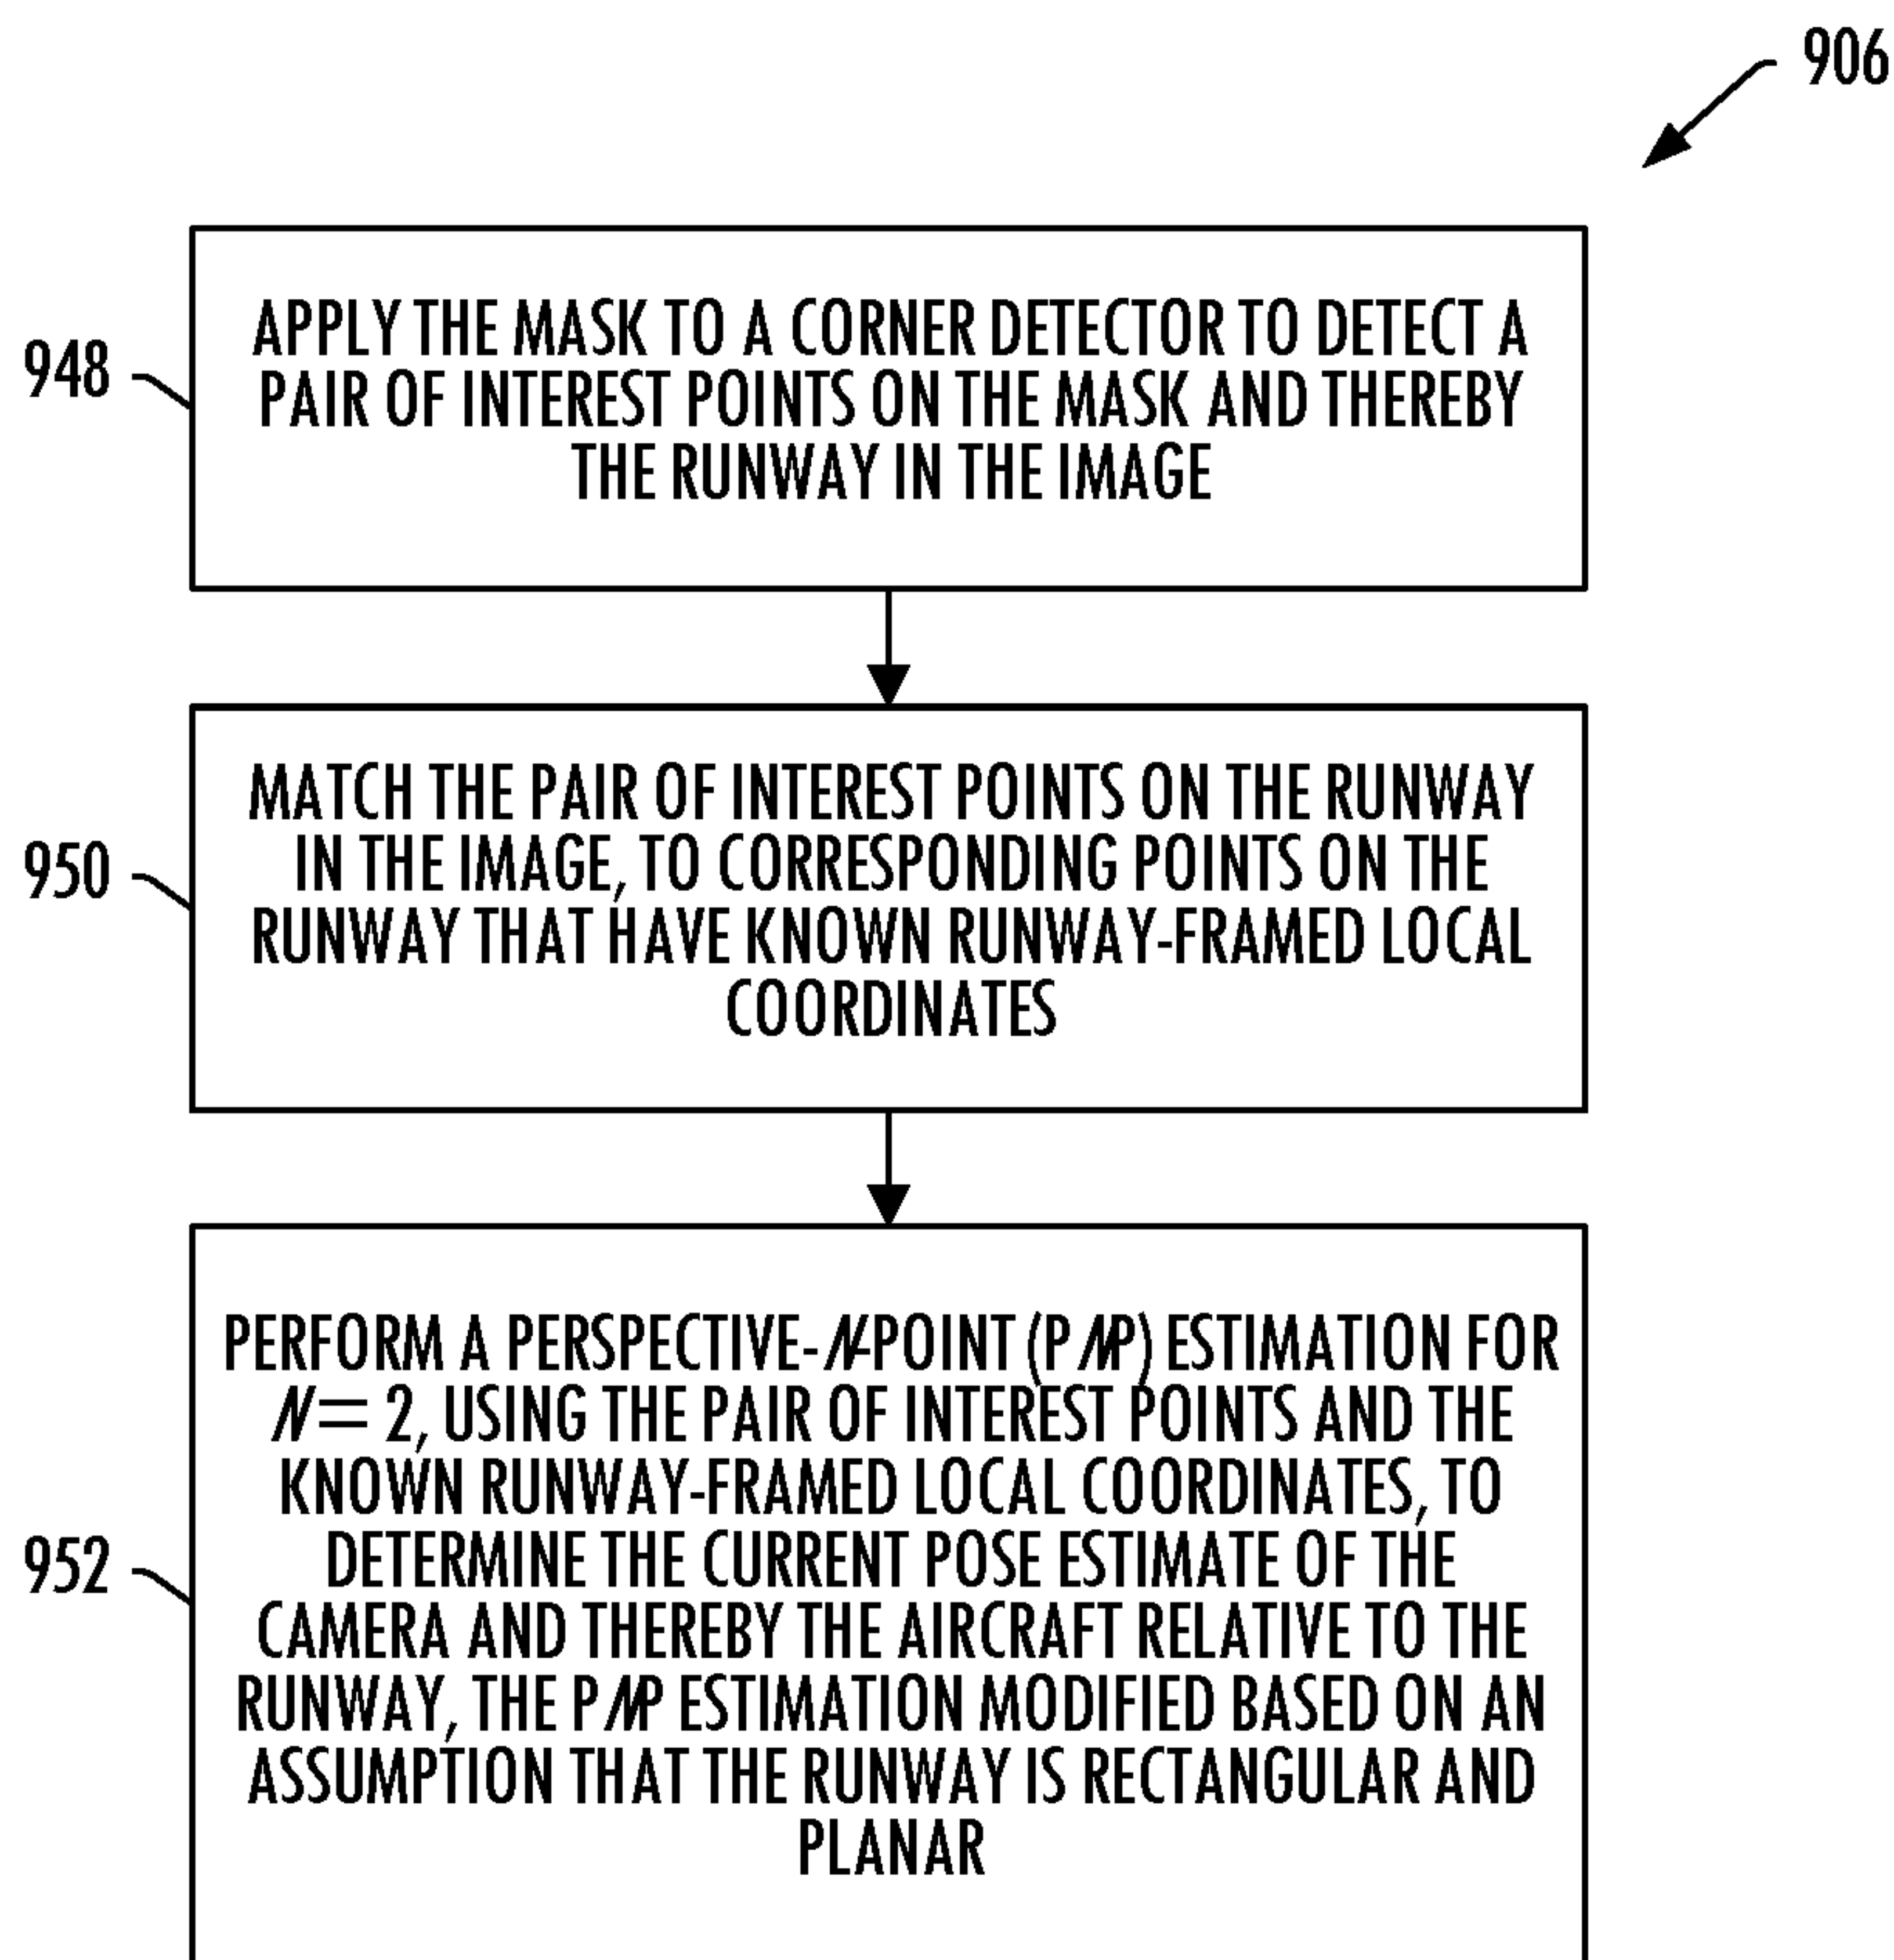 906
948
APPLY THE MASK TO A CORNER DETECTOR TO DETECT A
PAIR OF INTEREST POINTS ON THE MASK AND THEREBY
THE RUNWAY IN THE IMAGE
950
MATCH THE PAIR OF INTEREST POINTS ON THE RUNWAY
IN THE IMAGE, TO CORRESPONDING POINTS ON THE
RUNWAY THAT HAVE KNOWN RUNWAY-FRAMED LOCAL
COORDINATES
952
PERFORM A PERSPECTIVE-N-POINT (PNP) ESTIMATION FOR
N = 2, USING THE PAIR OF INTEREST POINTS AND THE
KNOWN RUNWAY-FRAMED LOCAL COORDINATES, TO
DETERMINE THE CURRENT POSE ESTIMATE OF THE
CAMERA AND THEREBY THE AIRCRAFT RELATIVE TO THE
RUNWAY, THE PNP ESTIMATION MODIFIED BASED ON AN
ASSUMPTION THAT THE RUNWAY IS RECTANGULAR AND
PLANAR